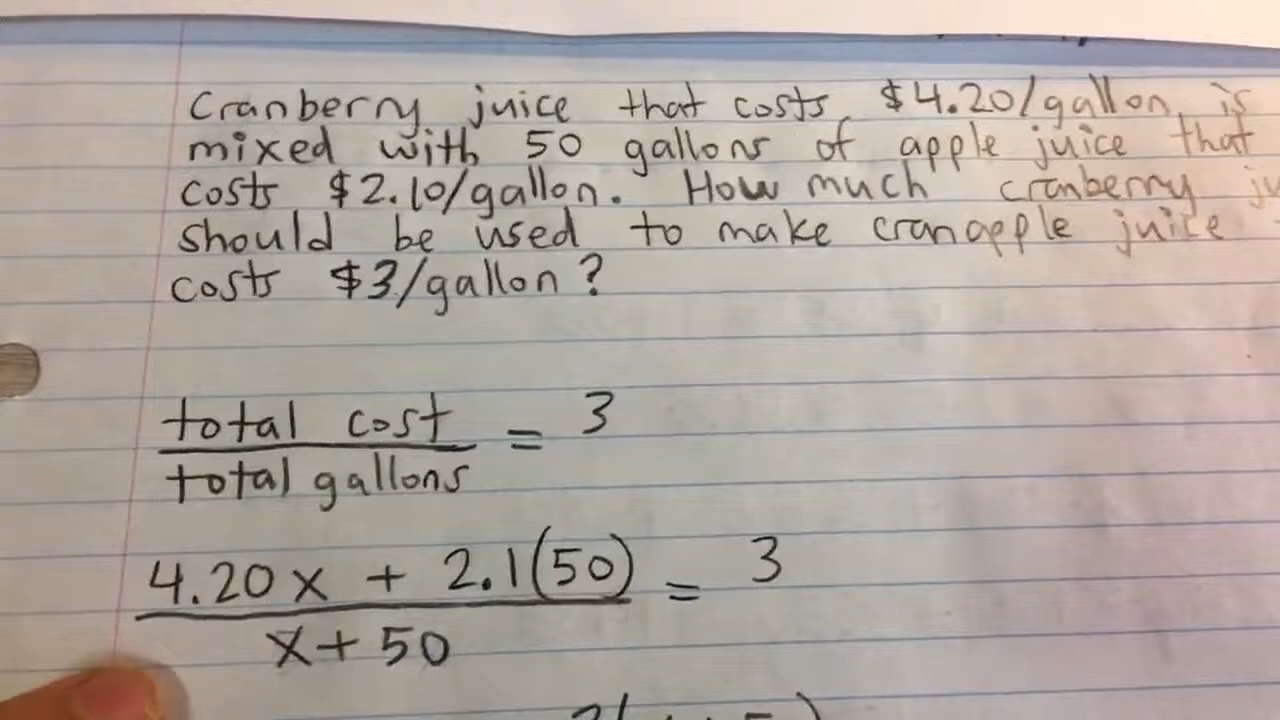 Cranberry juice that costs $4.20/gallon is
mixed with 50 gallons of apple juice that
costs $2.10/gallon. How much cranberry
should be used to make cranapple juice
costs $3/gallon?
total cost / total gallons = 3
4.20x + 2.1(50) / x + 50 = 3